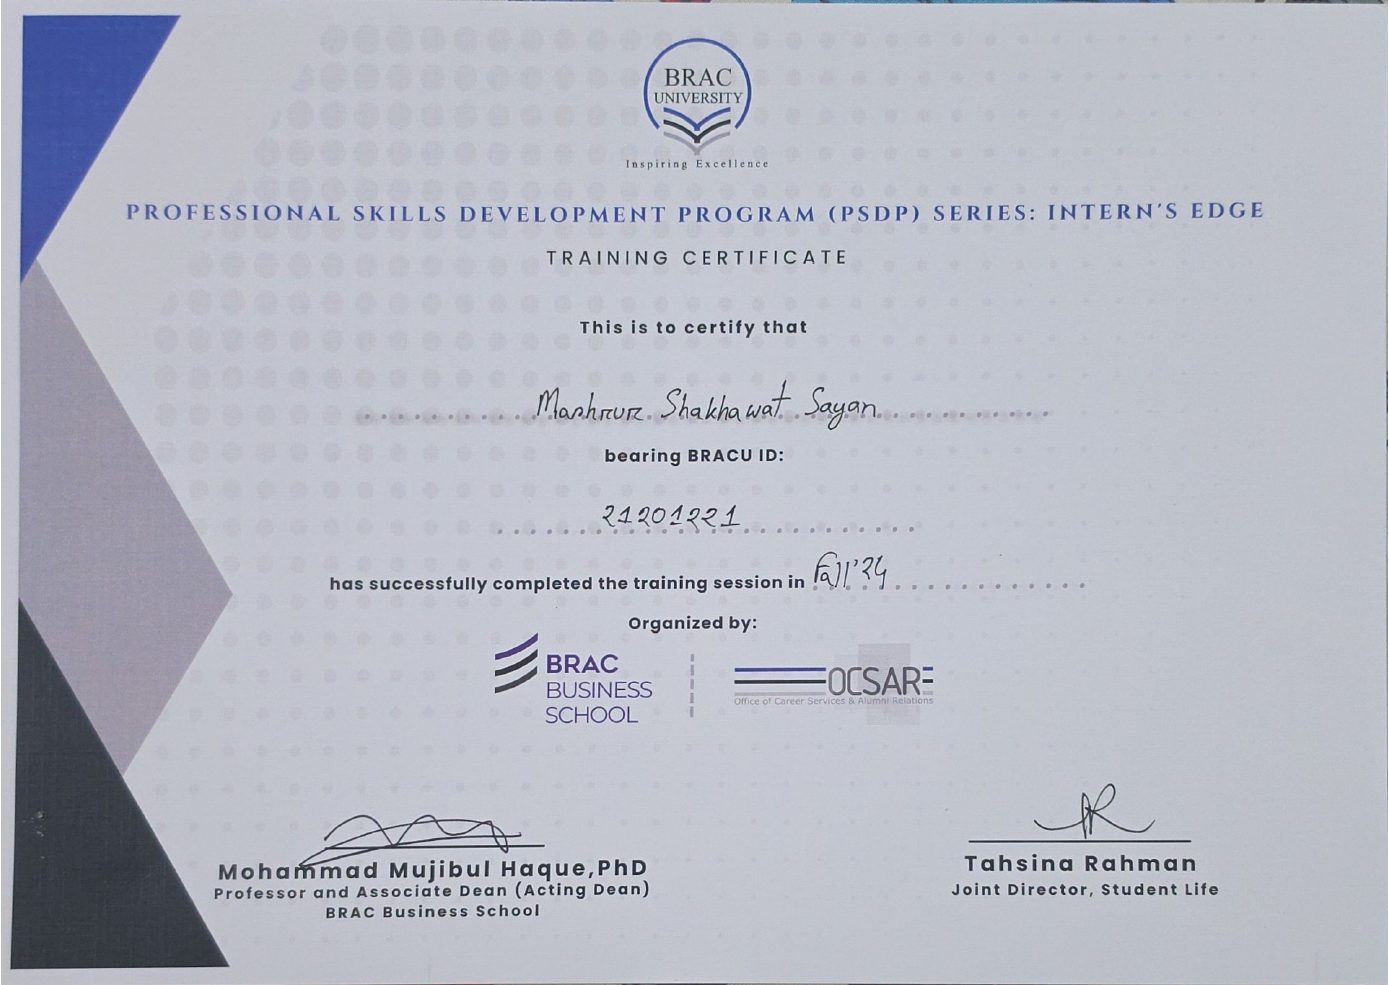 BRAC
UNIVERSITY
Inspiring Excellence
PROFESSIONAL SKILLS DEVELOPMENT PROGRAM (PSDP) SERIES: INTERN'S EDGE
TRAINING CERTIFICATE
This is to certify that
Mashrur Shakhawat Sayan
bearing BRACU ID:
21201221
has successfully completed the training session in Fall'24
Organized by:
BRAC
BUSINESS
SCHOOL
OCSAR
Office of Career Services & Alumni Relations
Mohammad Mujibul Haque,PhD
Professor and Associate Dean (Acting Dean)
BRAC Business School
Tahsina Rahman
Joint Director, Student Life